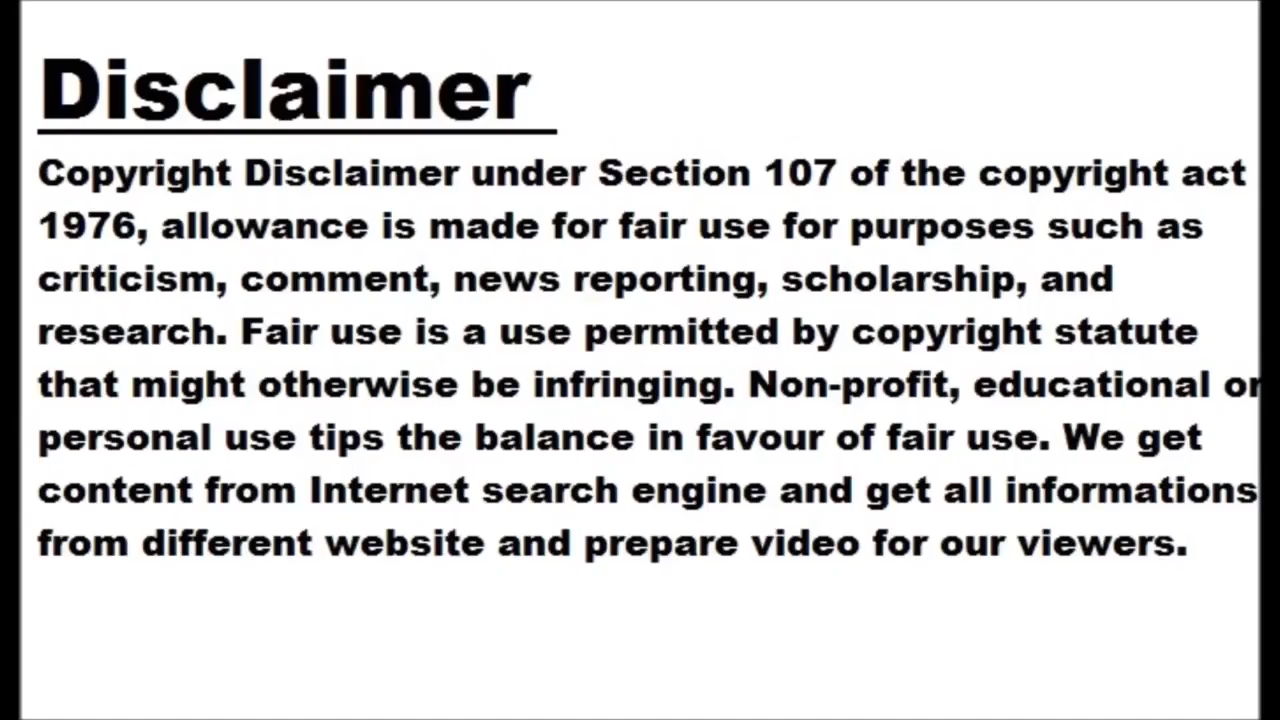 Disclaimer
Copyright Disclaimer under Section 107 of the copyright act
1976, allowance is made for fair use for purposes such as
criticism, comment, news reporting, scholarship, and
research. Fair use is a use permitted by copyright statute
that might otherwise be infringing. Non-profit, educational or
personal use tips the balance in favour of fair use. We get
content from Internet search engine and get all informations
from different website and prepare video for our viewers.